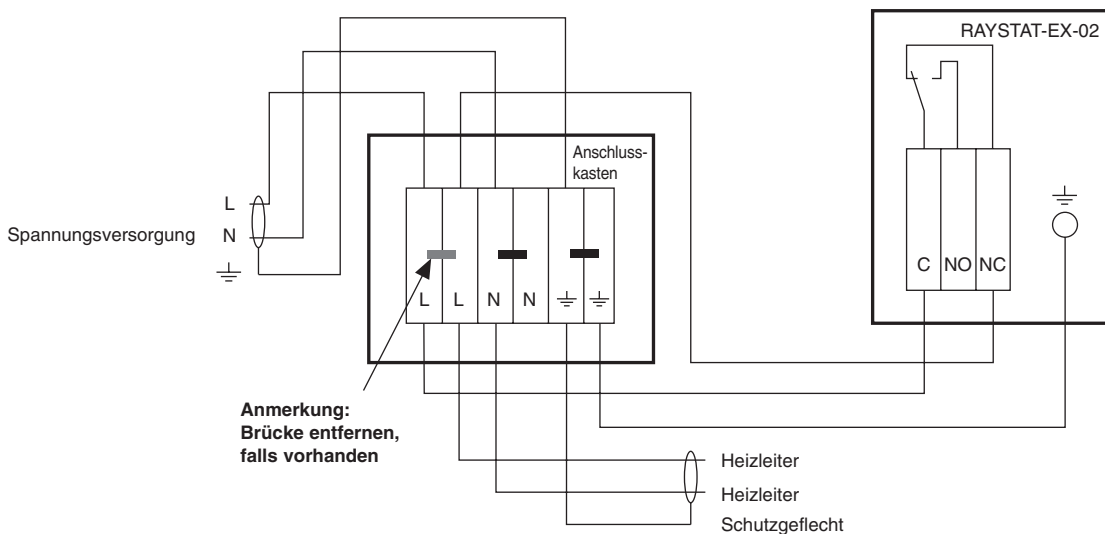 RAYSTAT-EX-02
Anschluss-
kasten
L
Spannungsversorgung N
C NO NC
L L N N
Anmerkung:
Brücke entfernen,
falls vorhanden
Heizleiter
Heizleiter
Schutzgeflecht